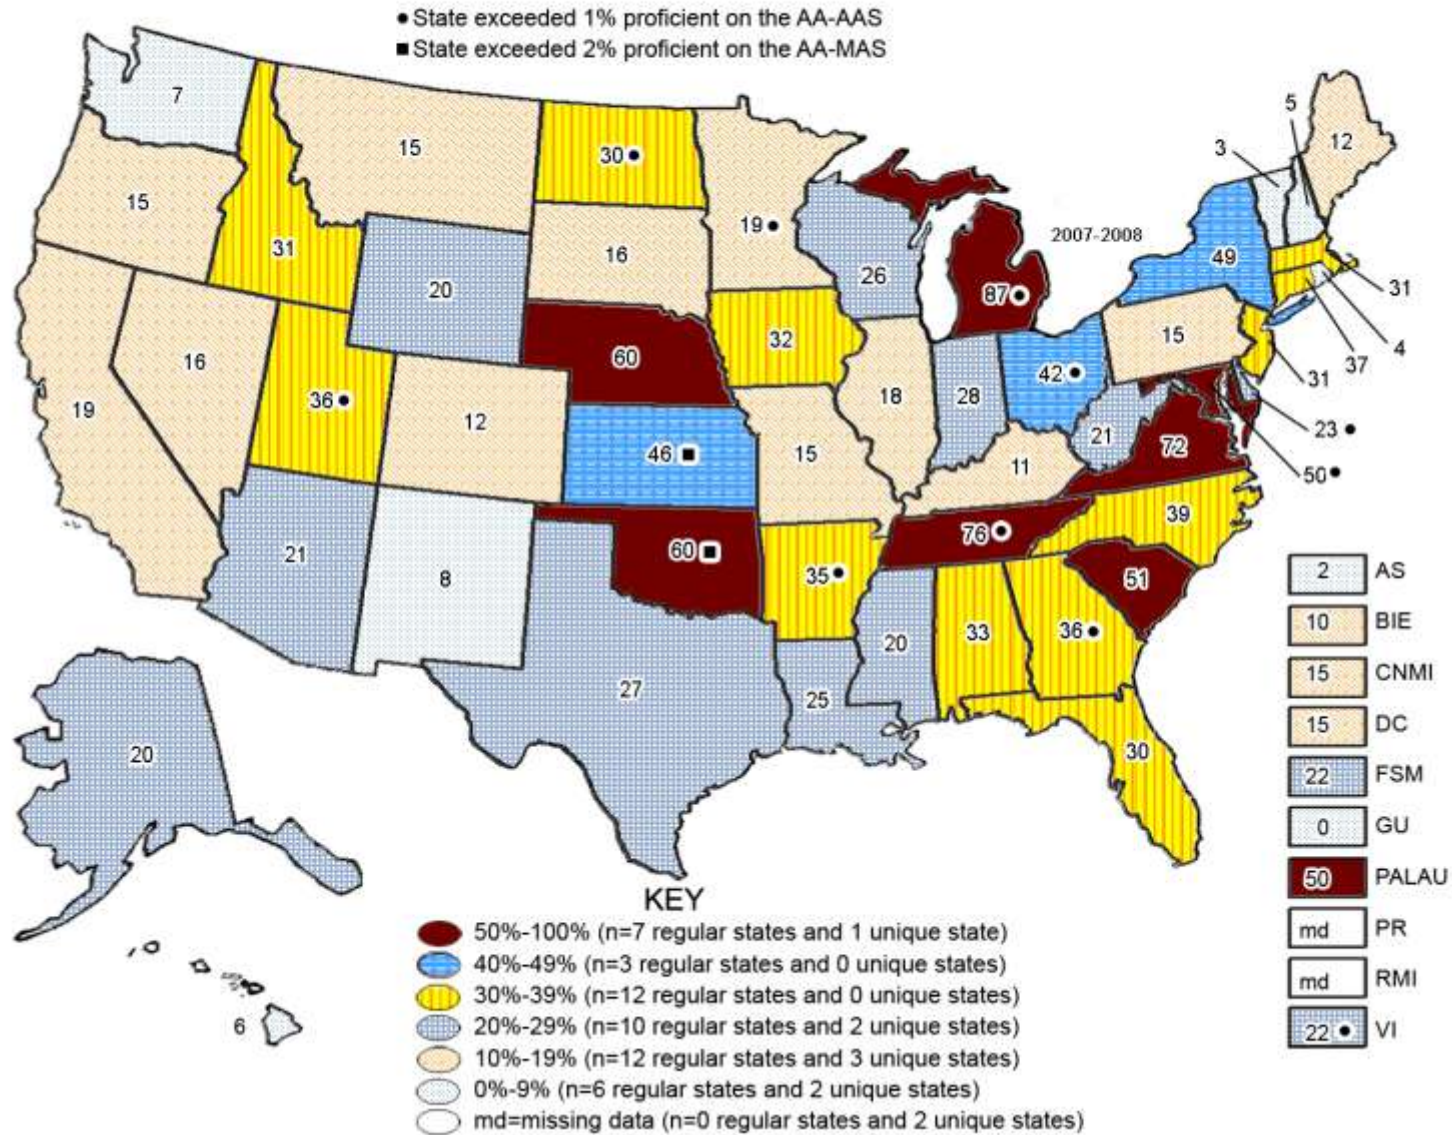 ● State exceeded 1% proficient on the AA-AAS
■ State exceeded 2% proficient on the AA-MAS
7
15
15
30 ●
19 ●
5
3
12
31
20
16
26
87 ●
2007-2008
49
31
4
37
31
19
16
36 ●
12
60
32
18
28
42 ●
15
23 ●
50 ●
21
72
46 ■
15
11
39
21
8
60 ■
35 ●
76 ●
51
20
33
36 ●
27
25
30
20
6
2 AS
10 BIE
15 CNMI
15 DC
22 FSM
0 GU
50 PALAU
md PR
md RMI
22 ● VI
KEY
50%-100% (n=7 regular states and 1 unique state)
40%-49% (n=3 regular states and 0 unique states)
30%-39% (n=12 regular states and 0 unique states)
20%-29% (n=10 regular states and 2 unique states)
10%-19% (n=12 regular states and 3 unique states)
0%-9% (n=6 regular states and 2 unique states)
md=missing data (n=0 regular states and 2 unique states)